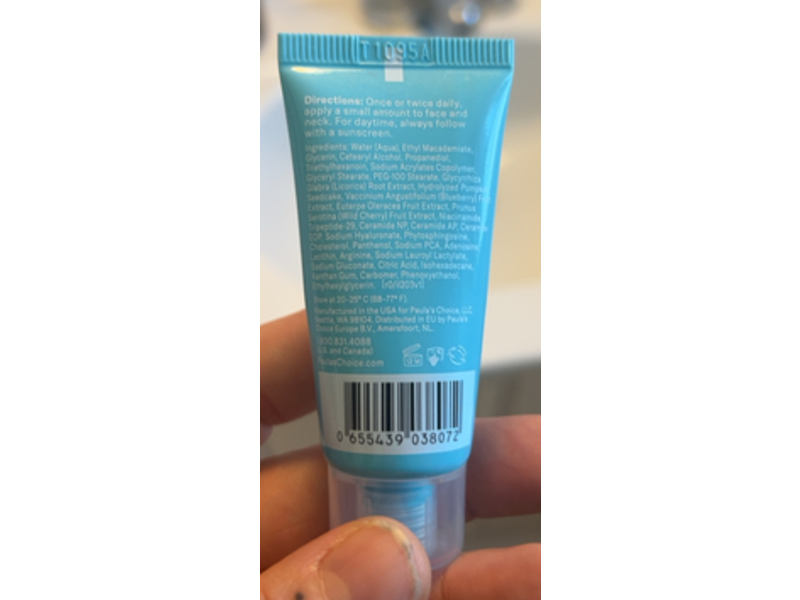 T1095A
Directions: Once or twice daily,
apply a small amount to face and
neck. For daytime, always follow
with a sunscreen.
Ingredients: Water (Aqua), Ethyl Macadamiate,
Glycerin, Cetearyl Alcohol, Propanediol,
Triethylhexanoin, Sodium Acrylates Copolymer,
Glyceryl Stearate, PEG-100 Stearate, Glycyrrhiza
Glabra (Licorice) Root Extract, Hydrolyzed Pumpk
Seedcake, Vaccinium Angustifolium (Blueberry) F
Extract, Euterpe Oleracea Fruit Extract, Prunus
Serotina (Wild Cherry) Fruit Extract, Niacinamide
Tripeptide-29, Ceramide NP, Ceramide AP, Ceram
EOP, Sodium Hyaluronate, Phytosphingosine,
Cholesterol, Panthenol, Sodium PCA, Adenosine
Lecithin, Arginine, Sodium Lauroyl Lactylate,
Sodium Gluconate, Citric Acid, Isohexadecane,
Xanthan Gum, Carbomer, Phenoxyethanol,
Ethylhexylglycerin.
Store at 20-25° C (68-77° F).
Manufactured in the USA for Paula's Choice, LLC
Seattle, WA 98104. Distributed in EU by Paula's
Choice Europe B.V., Amersfoort, NL.
800.831.4088
(U.S and Canada)
PaulasChoice.com
12 M
0 655439 038072